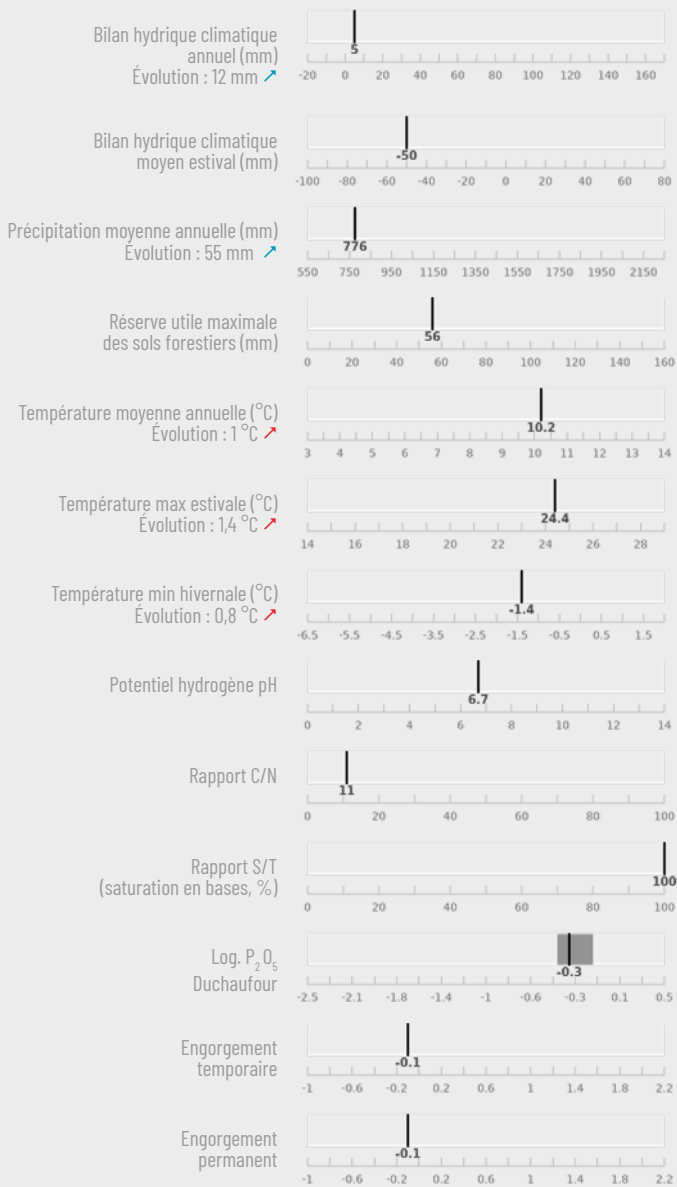 Bilan hydrique climatique
annuel (mm)
Évolution : 12 mm ↗
5
-20 0 20 40 60 80 100 120 140 160
Bilan hydrique climatique
moyen estival (mm)
-50
-100 -80 -60 -40 -20 0 20 40 60 80
Précipitation moyenne annuelle (mm)
Évolution : 55 mm ↗
776
550 750 950 1150 1350 1550 1750 1950 2150
Réserve utile maximale
des sols forestiers (mm)
56
0 20 40 60 80 100 120 140 160
Température moyenne annuelle (°C)
Évolution : 1 °C ↗
10.2
3 4 5 6 7 8 9 10 11 12 13 14
Température max estivale (°C)
Évolution : 1,4 °C ↗
24.4
14 16 18 20 22 24 26 28
Température min hivernale (°C)
Évolution : 0,8 °C ↗
-1.4
-6.5 -5.5 -4.5 -3.5 -2.5 -1.5 -0.5 0.5 1.5
Potentiel hydrogène pH
6.7
0 2 4 6 8 10 12 14
Rapport C/N
11
0 20 40 60 80 100
Rapport S/T
(saturation en bases, %)
100
0 20 40 60 80 100
Log. P₂O₅
Duchaufour
-0.3
-2.5 -2.1 -1.8 -1.4 -1 -0.6 -0.3 0.1 0.5
Engorgement
temporaire
-0.1
-1 -0.6 -0.2 0.2 0.6 1 1.4 1.8 2.2
Engorgement
permanent
-0.1
-1 -0.6 -0.2 0.2 0.6 1 1.4 1.8 2.2